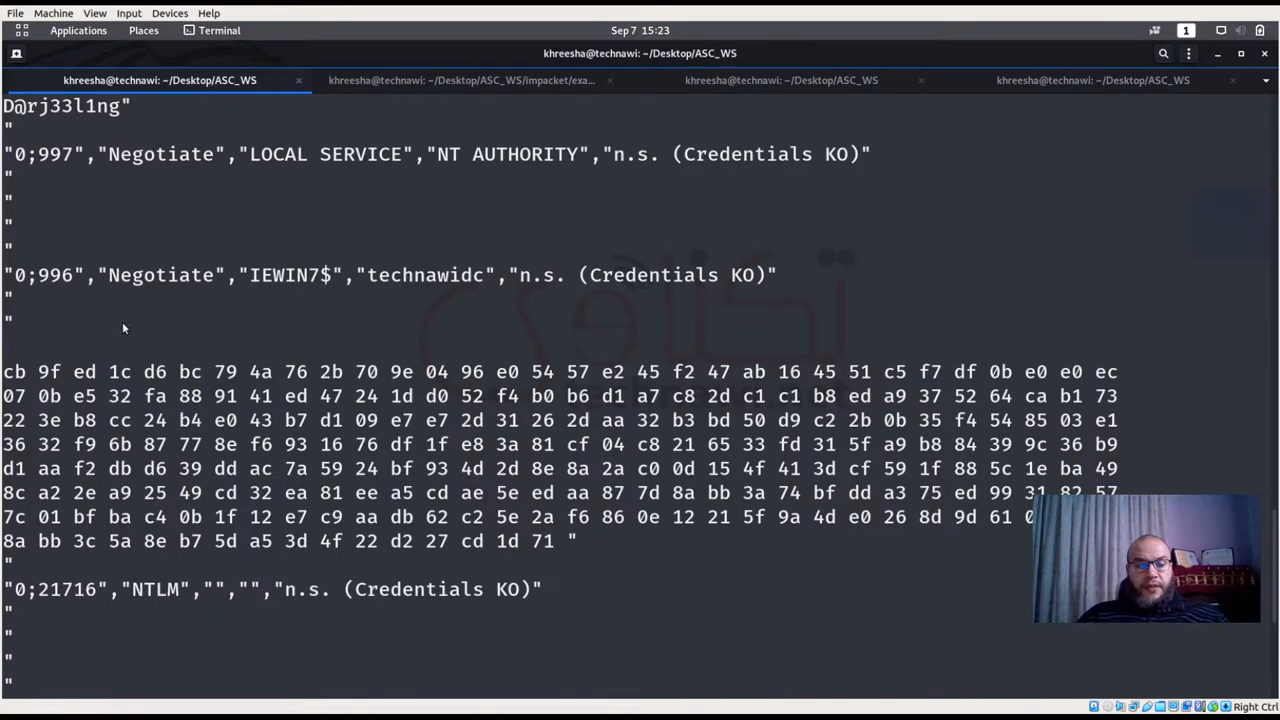 File Machine View Input Devices Help
Applications Places Terminal Sep 7 15:23 1
khreesha@technawi: ~/Desktop/ASC_WS
khreesha@technawi: ~/Desktop/ASC_WS khreesha@technawi: ~/Desktop/ASC_WS/impacket/exa... khreesha@technawi: ~/Desktop/ASC_WS khreesha@technawi: ~/Desktop/ASC_WS
D@rj33l1ng"
"
"0;997","Negotiate","LOCAL SERVICE","NT AUTHORITY","n.s. (Credentials KO)"
"
"
"
"
"0;996","Negotiate","IEWIN7$","technawidc","n.s. (Credentials KO)"
"
"
cb 9f ed 1c d6 bc 79 4a 76 2b 70 9e 04 96 e0 54 57 e2 45 f2 47 ab 16 45 51 c5 f7 df 0b e0 e0 ec
07 0b e5 32 fa 88 91 41 ed 47 24 1d d0 52 f4 b0 b6 d1 a7 c8 2d c1 c1 b8 ed a9 37 52 64 ca b1 73
22 3e b8 cc 24 b4 e0 43 b7 d1 09 e7 e7 2d 31 26 2d aa 32 b3 bd 50 d9 c2 2b 0b 35 f4 54 85 03 e1
36 32 f9 6b 87 77 8e f6 93 16 76 df 1f e8 3a 81 cf 04 c8 21 65 33 fd 31 5f a9 b8 84 39 9c 36 b9
d1 aa f2 db d6 39 dd ac 7a 59 24 bf 93 4d 2d 8e 8a 2a c0 0d 15 4f 41 3d cf 59 1f 88 5c 1e ba 49
8c a2 2e a9 25 49 cd 32 ea 81 ee a5 cd ae 5e ed aa 87 7d 8a bb 3a 74 bf dd a3 75 ed 99 31 82 57
7c 01 bf ba c4 0b 1f 12 e7 c9 aa db 62 c2 5e 2a f6 86 0e 12 21 5f 9a 4d e0 26 8d 9d 61
8a bb 3c 5a 8e b7 5d a5 3d 4f 22 d2 27 cd 1d 71 "
"
"0;21716","NTLM","","","n.s. (Credentials KO)"
"
"
"
"
Right Ctrl